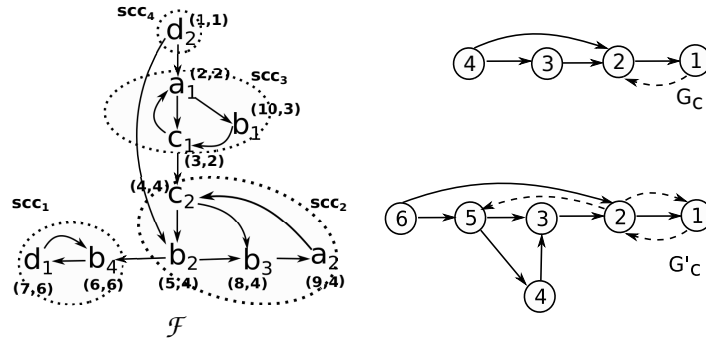 scc4
d2 (1,1)
(2,2) scc3
a1
(10,3)
b1
c1
(3,2)
(4,4)
c2
scc1 scc2
d1 b4 b2 b3 a2
(7,6) (6,6) (5,4) (8,4) (9,4)
ℱ
4 3 2 1
GC
6 5 3 2 1
G'C
4